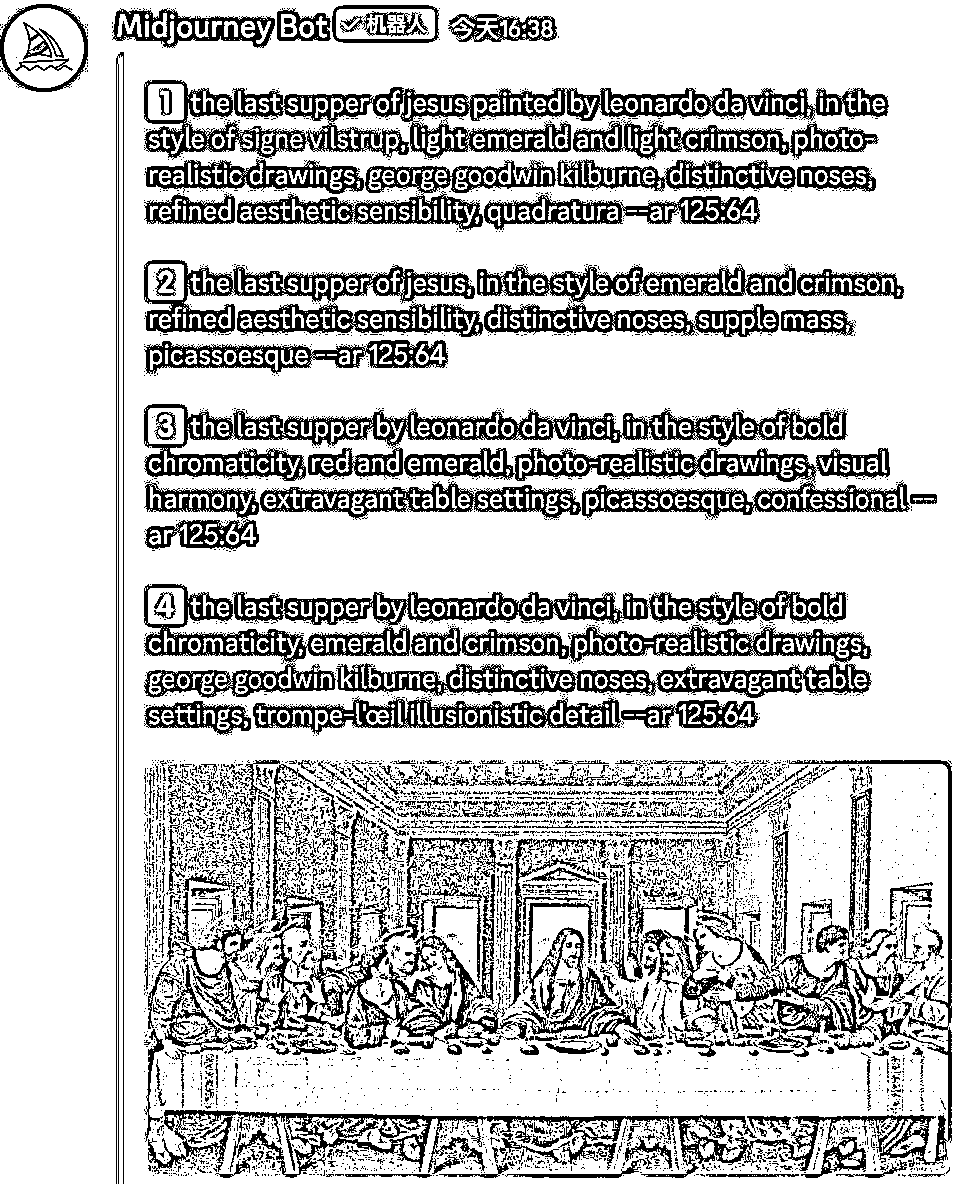 Midjourney Bot ✓机器人 今天16:38
1 the last supper of jesus painted by leonardo da vinci, in the
style of signe vilstrup, light emerald and light crimson, photo-
realistic drawings, george goodwin kilburne, distinctive noses,
refined aesthetic sensibility, quadratura --ar 125:64
2 the last supper of jesus, in the style of emerald and crimson,
refined aesthetic sensibility, distinctive noses, supple mass,
picassoesque --ar 125:64
3 the last supper by leonardo da vinci, in the style of bold
chromaticity, red and emerald, photo-realistic drawings, visual
harmony, extravagant table settings, picassoesque, confessional --
ar 125:64
4 the last supper by leonardo da vinci, in the style of bold
chromaticity, emerald and crimson, photo-realistic drawings,
george goodwin kilburne, distinctive noses, extravagant table
settings, trompe-l'œil illusionistic detail --ar 125:64